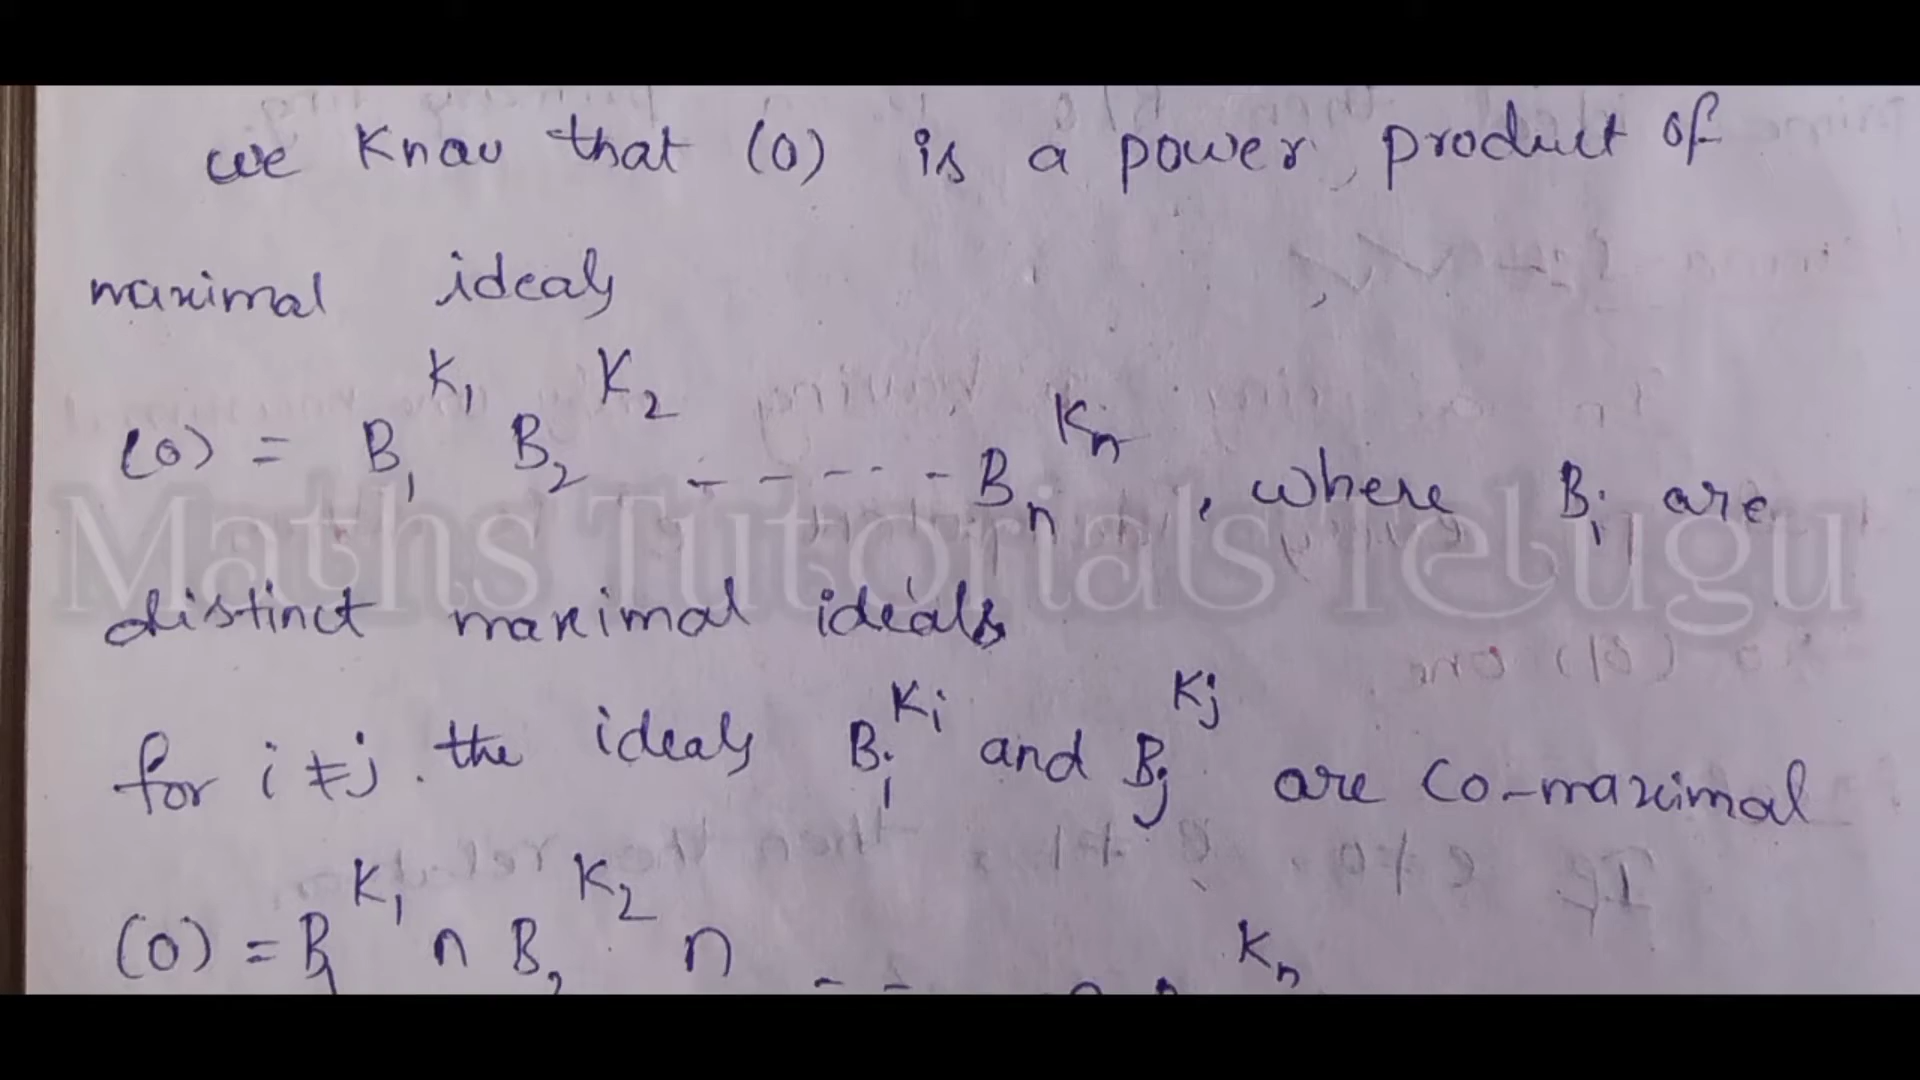 we know that (0) is a power product of
maximal ideals
(0) = B₁^K₁ B₂^K₂ ------ Bₙ^Kₙ, where Bᵢ are
distinct maximal ideals
for i ≠ j the ideals Bᵢ^Kᵢ and Bⱼ^Kⱼ are co-maximal
(0) = B₁^K₁ ∩ B₂^K₂ ∩ -- Kₙ
Maths Tutorials Telugu